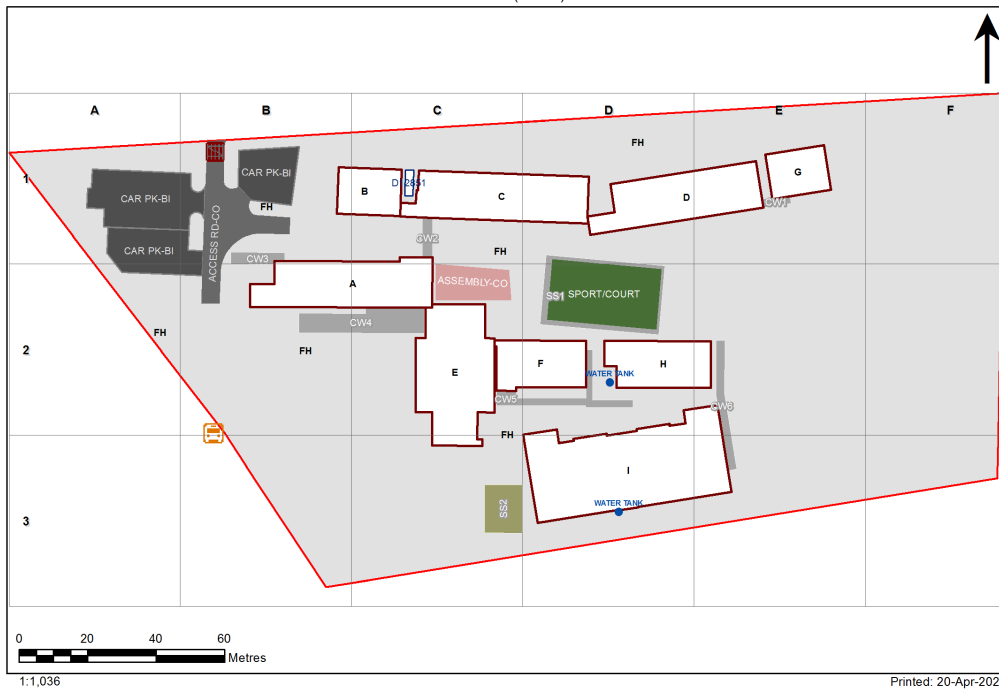 A B C D E F
1
FH
CAR PK-BI
B
D12851
G
CAR PK-BI
C
D
CW1
FH
ACCESS RD-CO
CW2
CAR PK-BI
FH
CW3
A
ASSEMBLY-CO
SS1
SPORT/COURT
CW4
FH
2
FH
E
F
WATER TANK
H
CW5
CW6
FH
I
SS2
WATER TANK
3
0 20 40 60
Metres
1:1,036
Printed: 20-Apr-202